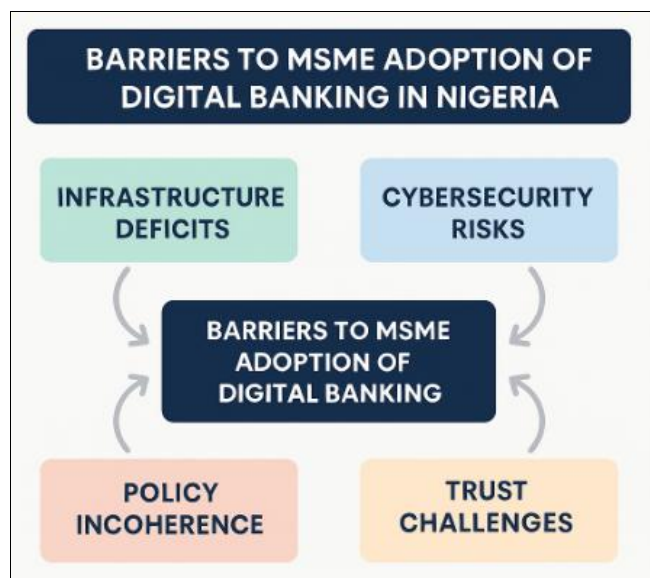 BARRIERS TO MSME ADOPTION OF
DIGITAL BANKING IN NIGERIA
INFRASTRUCTURE
DEFICITS
CYBERSECURITY
RISKS
BARRIERS TO MSME
ADOPTION OF
DIGITAL BANKING
POLICY
INCOHERENCE
TRUST
CHALLENGES